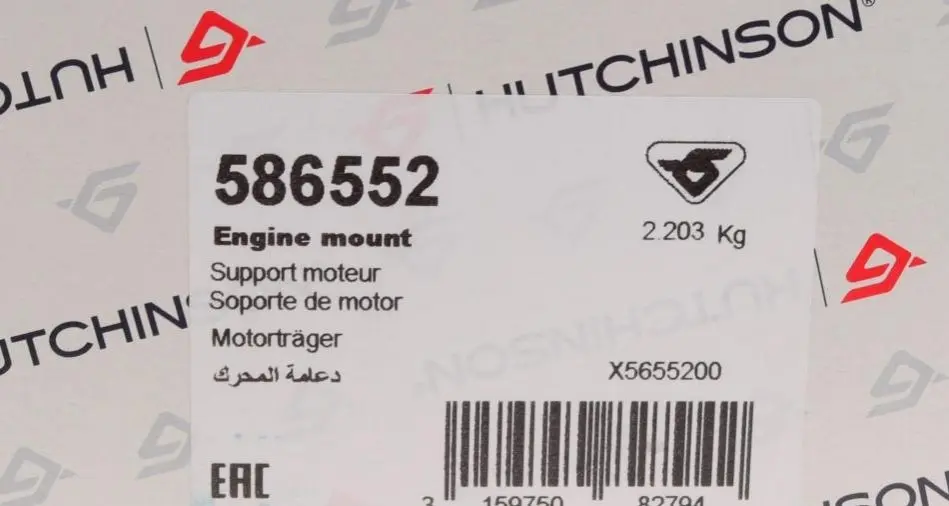 HUTCHINSON
HUTCHINSON®
586552
Engine mount
2.203 Kg
Support moteur
Soporte de motor
Motorträger
دعامة المحرك
X5655200
HUTCHINSON
HUTCHINSON
EAC
3 159750 82794